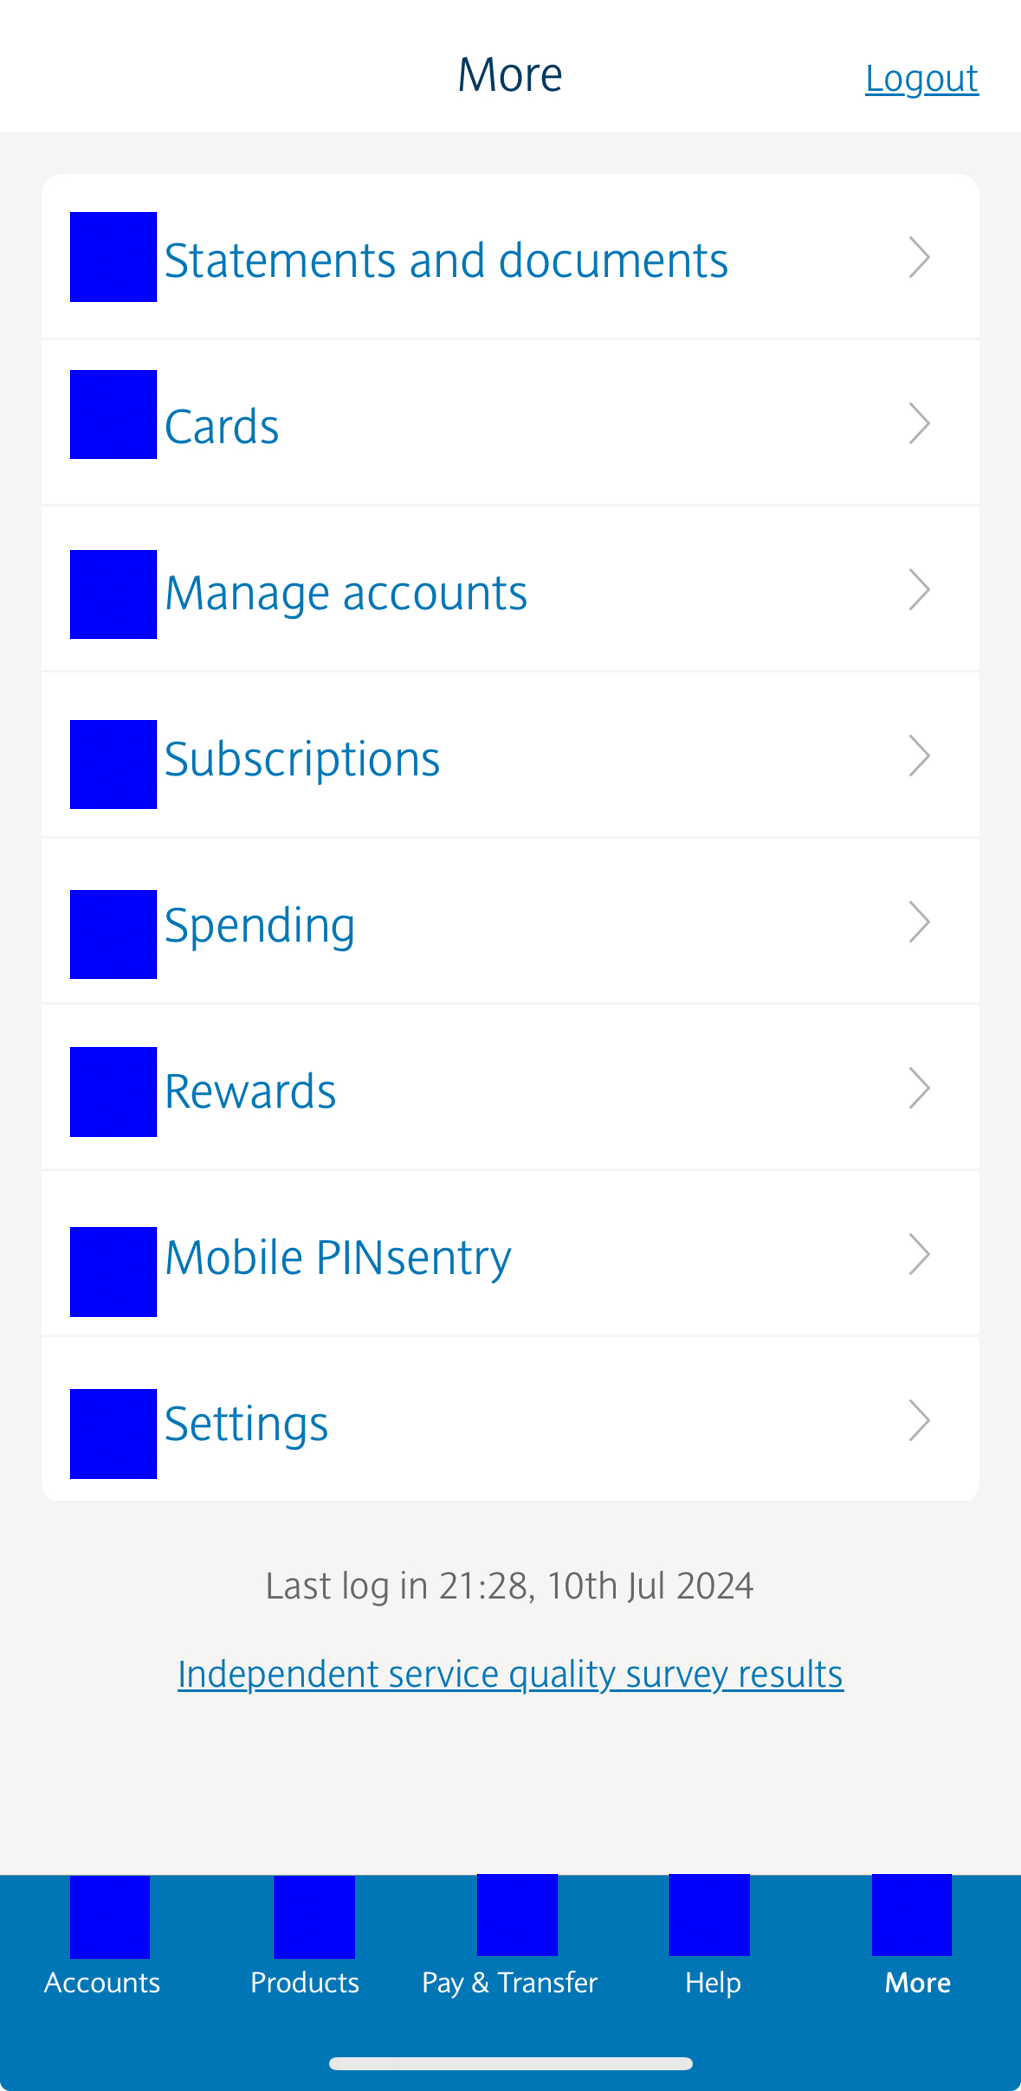 More
Logout
Statements and documents
Cards
Manage accounts
Subscriptions
Spending
Rewards
Mobile PINsentry
Settings
Last log in 21:28, 10th Jul 2024
Independent service quality survey results
Accounts
Products
Pay & Transfer
Help
More